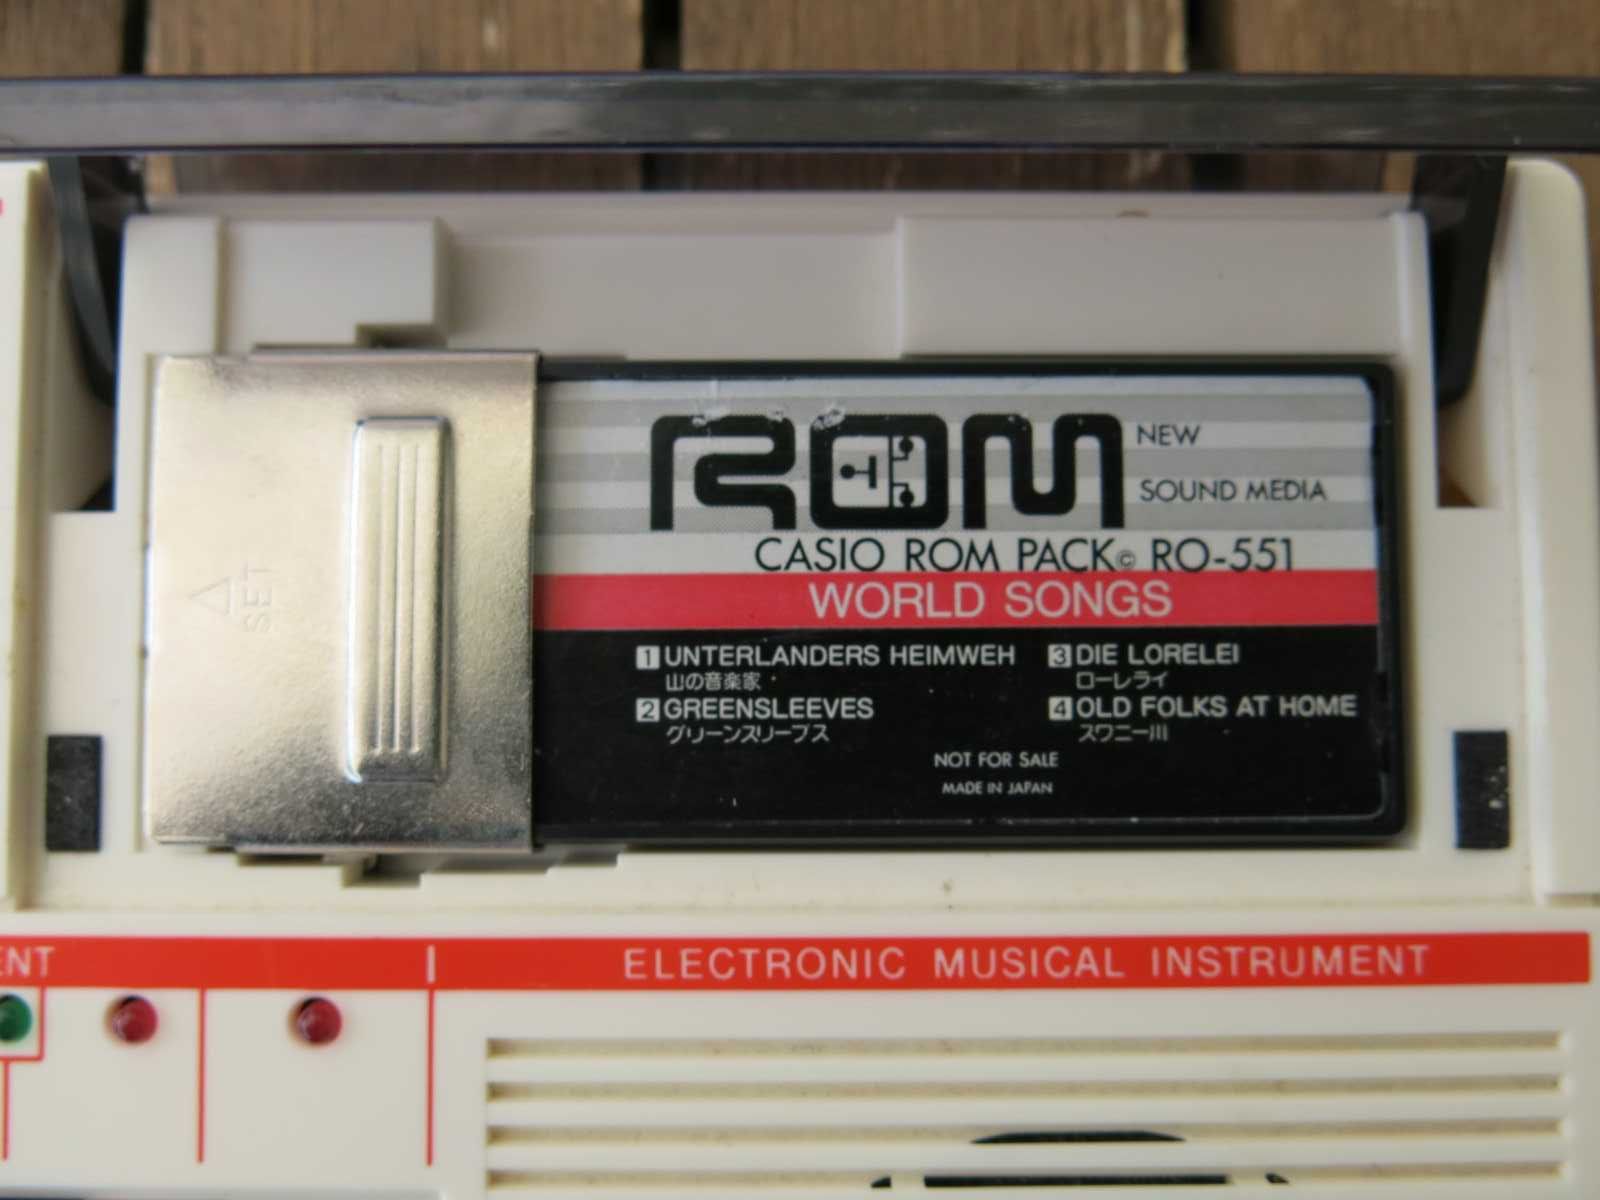 ROM NEW
SOUND MEDIA
CASIO ROM PACK© RO-551
WORLD SONGS
1 UNTERLANDERS HEIMWEH
山の音楽家
2 GREENSLEEVES
グリーンスリーブス
3 DIE LORELEI
ローレライ
4 OLD FOLKS AT HOME
スワニー川
NOT FOR SALE
MADE IN JAPAN
SET
ELECTRONIC MUSICAL INSTRUMENT